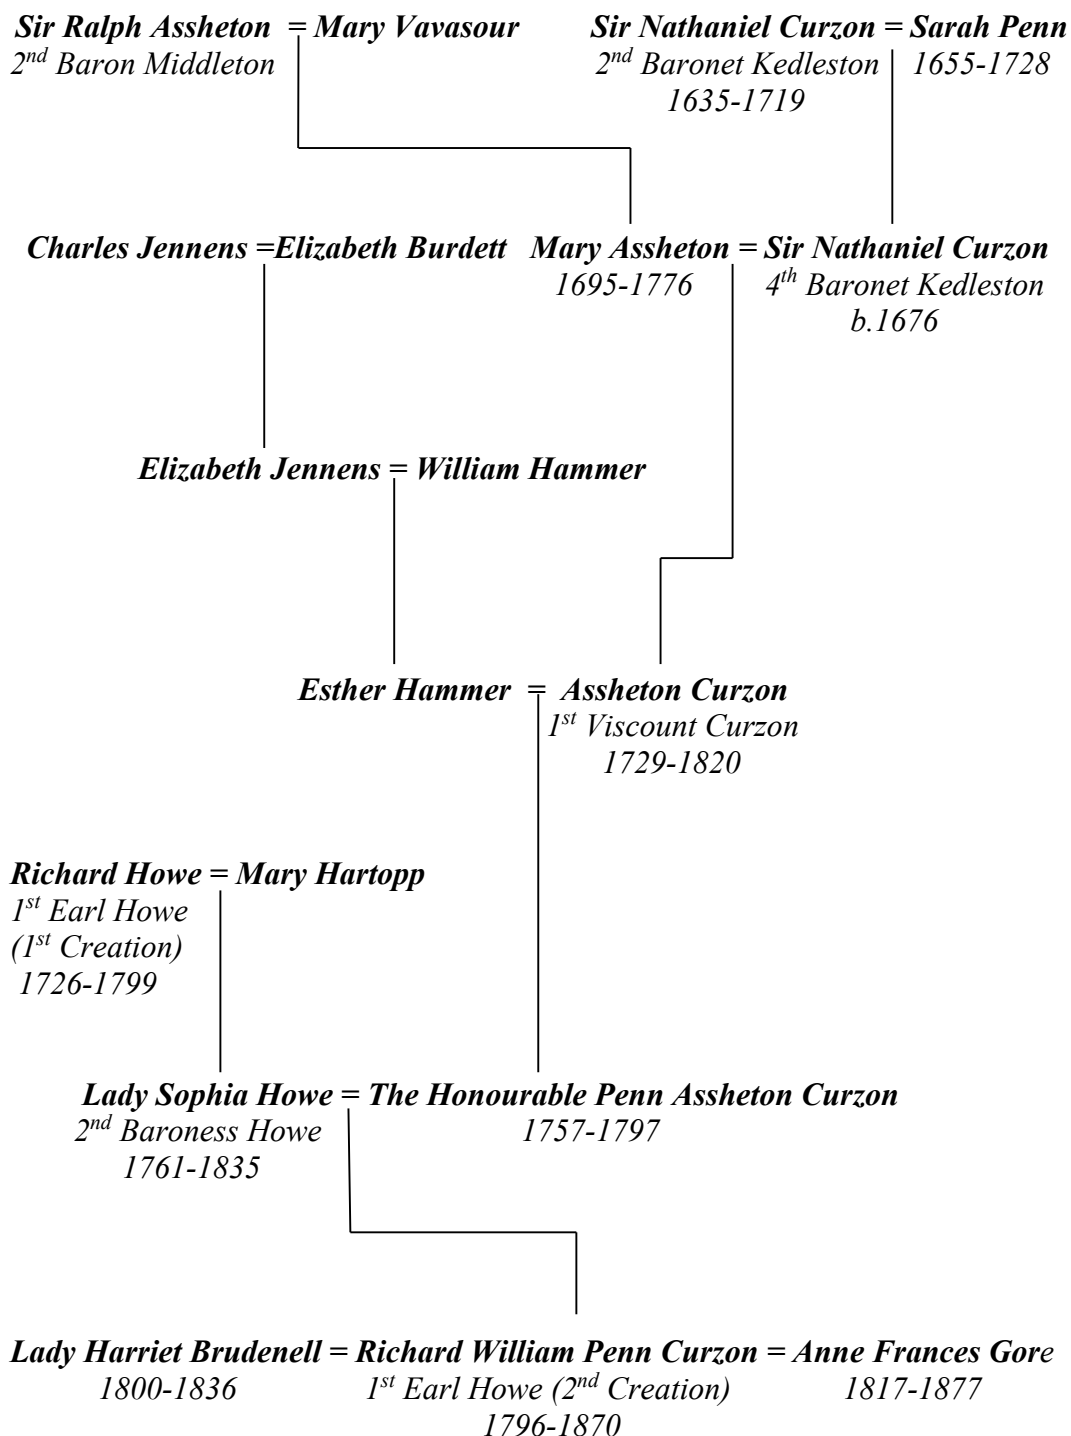 Sir Ralph Assheton = Mary Vavasour Sir Nathaniel Curzon = Sarah Penn
2nd Baron Middleton 2nd Baronet Kedleston 1655-1728
1635-1719
Charles Jennens =Elizabeth Burdett Mary Assheton = Sir Nathaniel Curzon
1695-1776 4th Baronet Kedleston
b.1676
Elizabeth Jennens = William Hammer
Esther Hammer = Assheton Curzon
1st Viscount Curzon
1729-1820
Richard Howe = Mary Hartopp
1st Earl Howe
(1st Creation)
1726-1799
Lady Sophia Howe = The Honourable Penn Assheton Curzon
2nd Baroness Howe 1757-1797
1761-1835
Lady Harriet Brudenell = Richard William Penn Curzon = Anne Frances Gore
1800-1836 1st Earl Howe (2nd Creation) 1817-1877
1796-1870